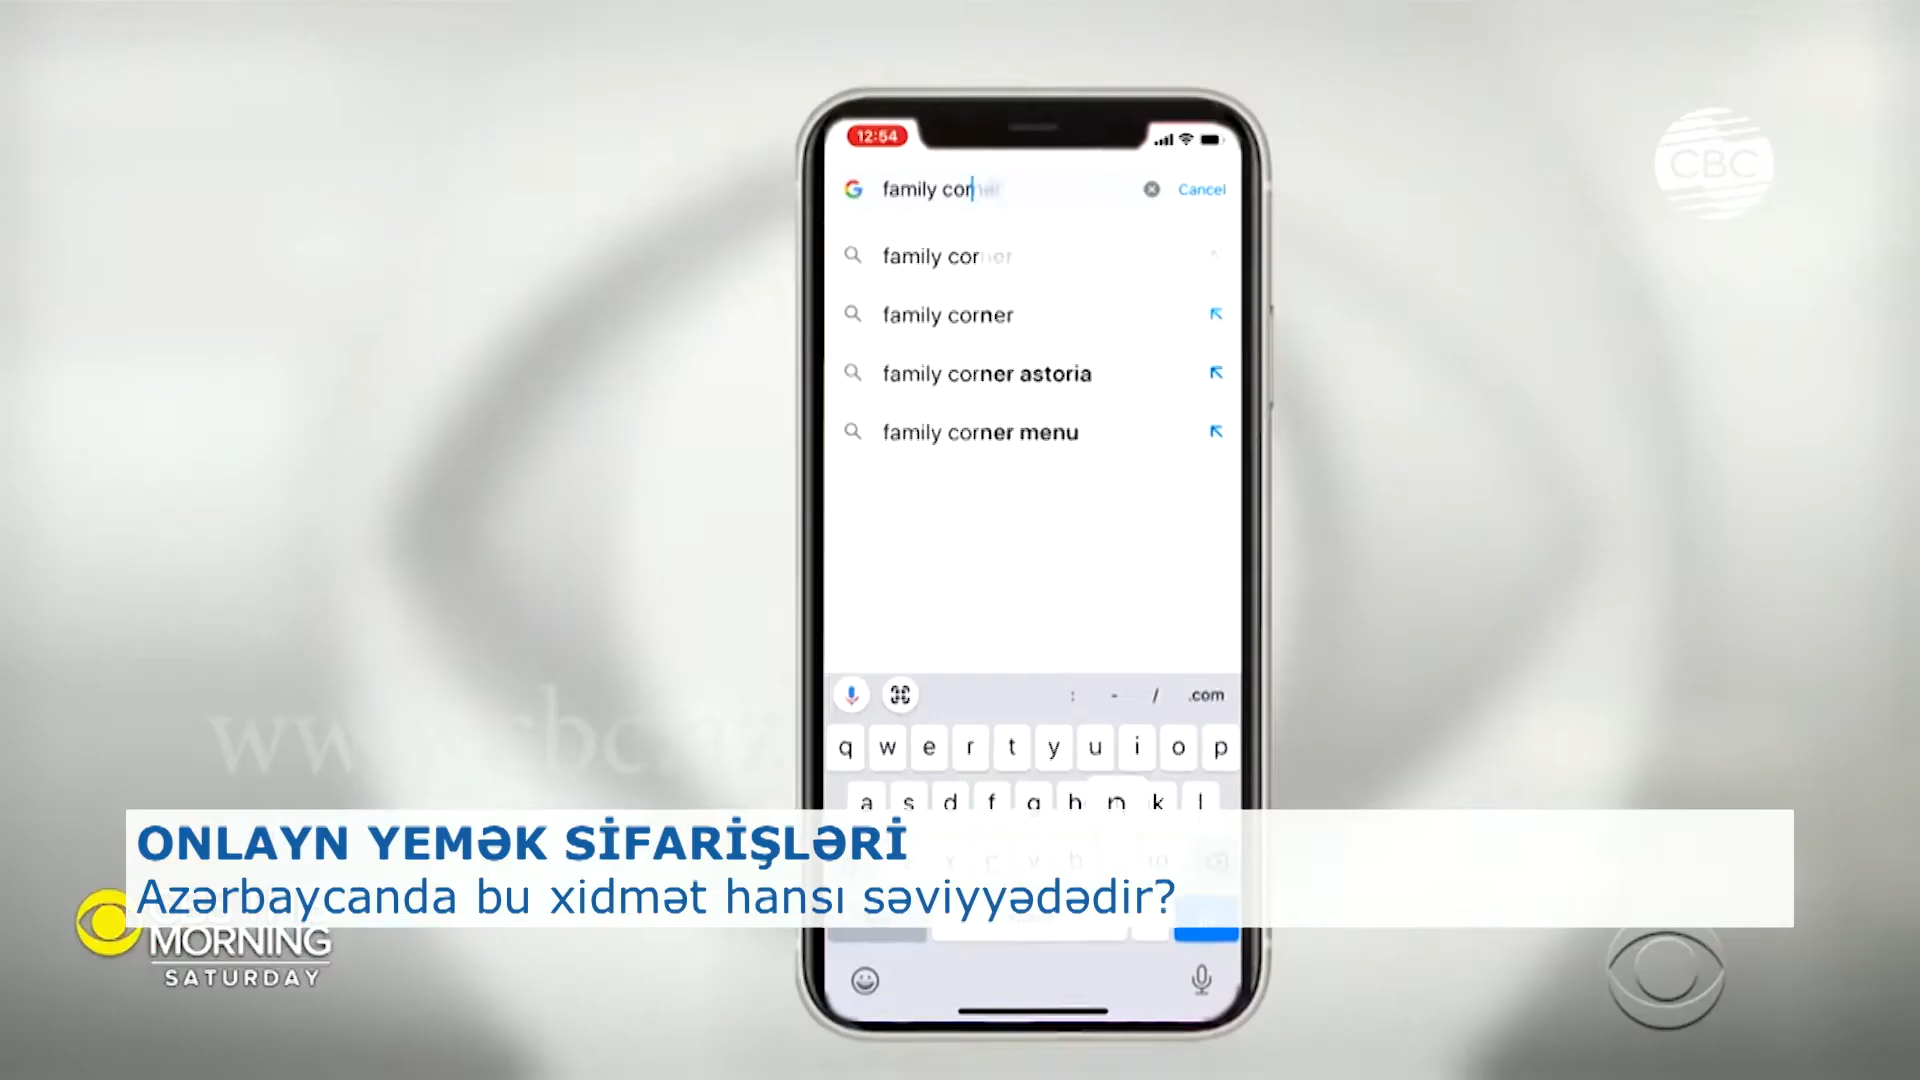 12:54
CBC
family cor
Cancel
family corner
family corner
family corner astoria
family corner menu
: - / .com
q w e r t y u i o p
a s d f g h k l
ONLAYN YEMƏK SİFARİŞLƏRİ
Azərbaycanda bu xidmət hansı səviyyədədir?
MORNING
SATURDAY